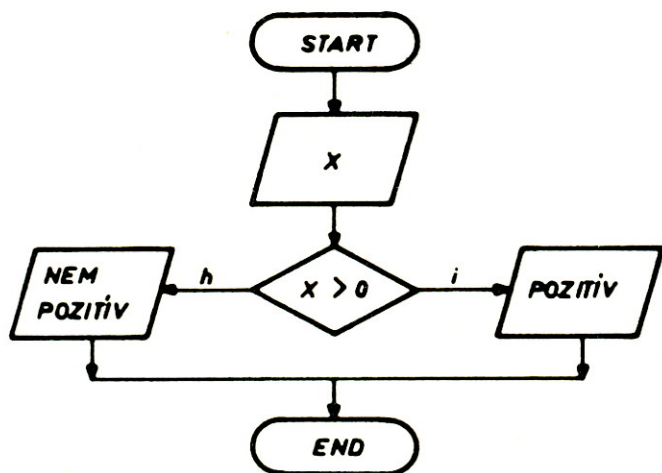 START
X
NEM
POZITÍV
h
X > 0
i
POZITÍV
END